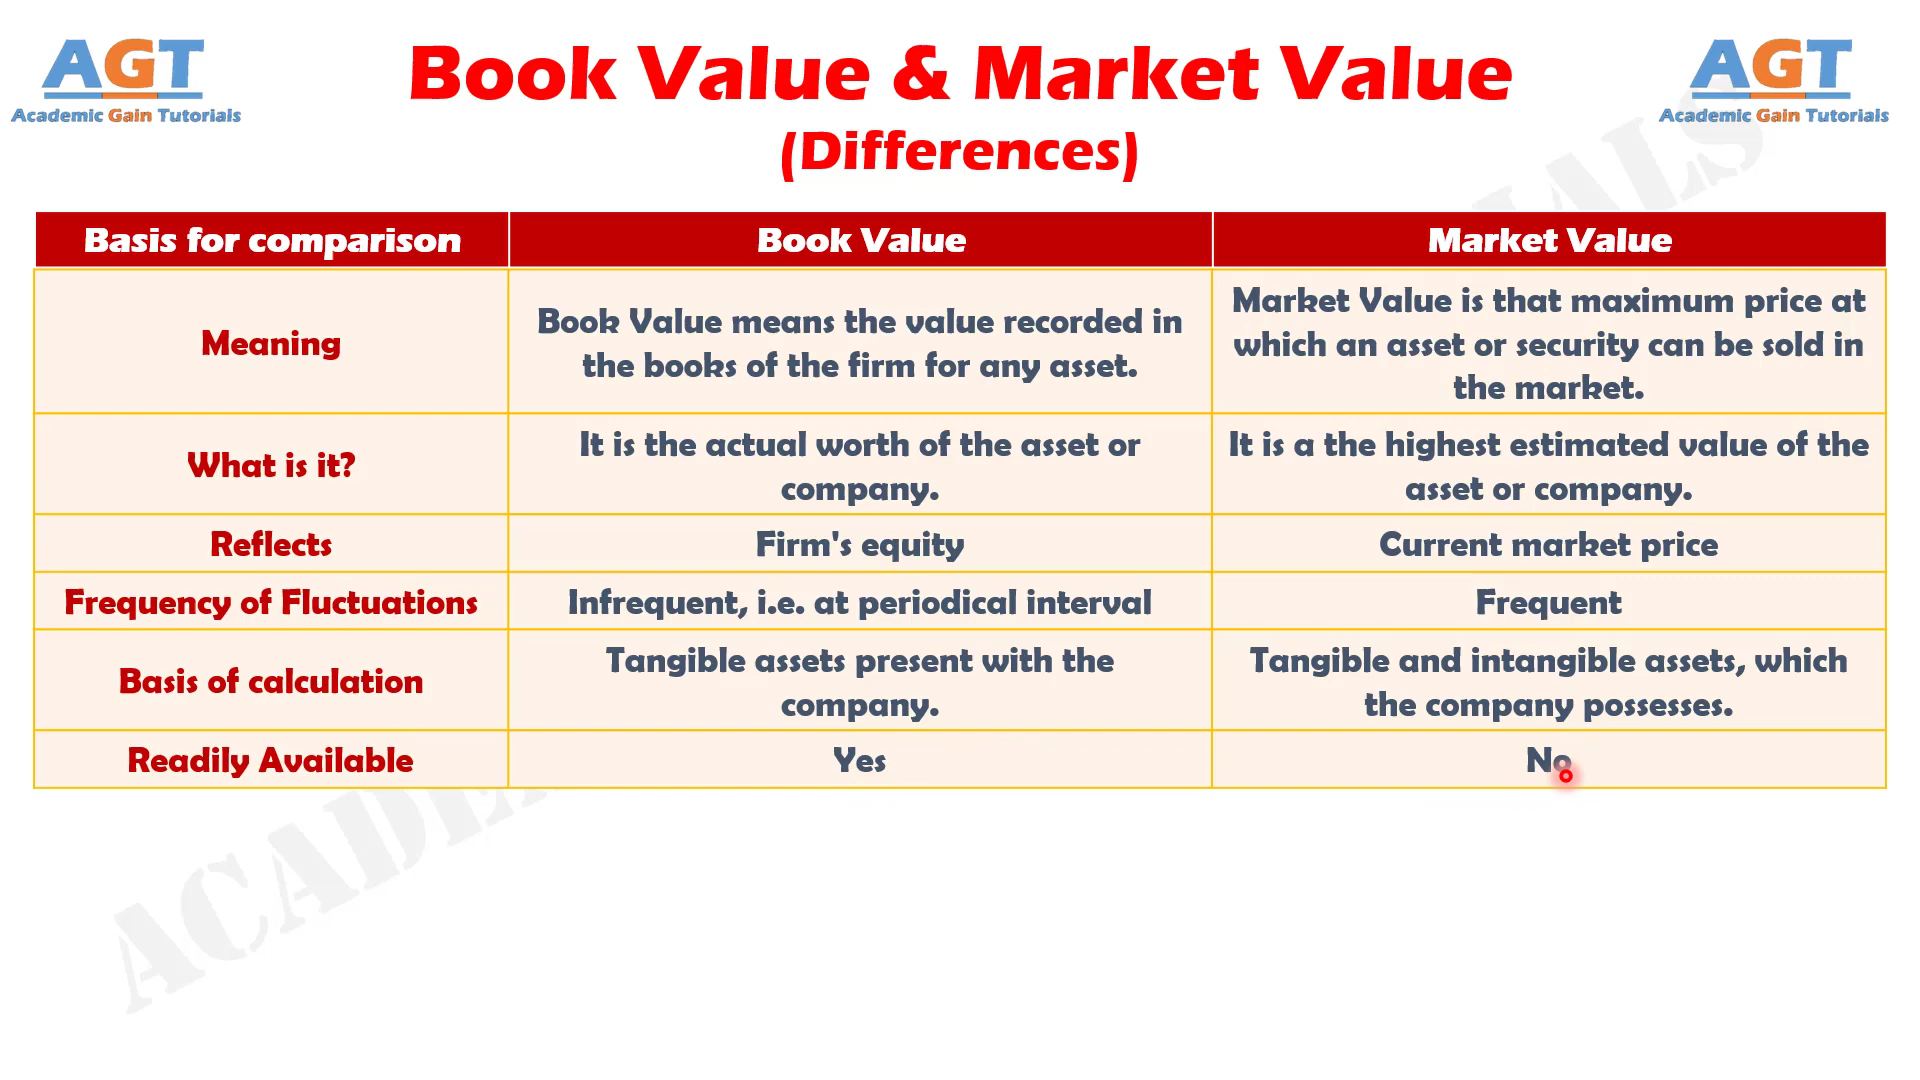 AGT
Academic Gain Tutorials
Book Value & Market Value
(Differences)
AGT
Academic Gain Tutorials
Basis for comparison
Book Value
Market Value
Meaning
Book Value means the value recorded in
the books of the firm for any asset.
Market Value is that maximum price at
which an asset or security can be sold in
the market.
What is it?
It is the actual worth of the asset or
company.
It is a the highest estimated value of the
asset or company.
Reflects
Firm's equity
Current market price
Frequency of Fluctuations
Infrequent, i.e. at periodical interval
Frequent
Basis of calculation
Tangible assets present with the
company.
Tangible and intangible assets, which
the company possesses.
Readily Available
Yes
No